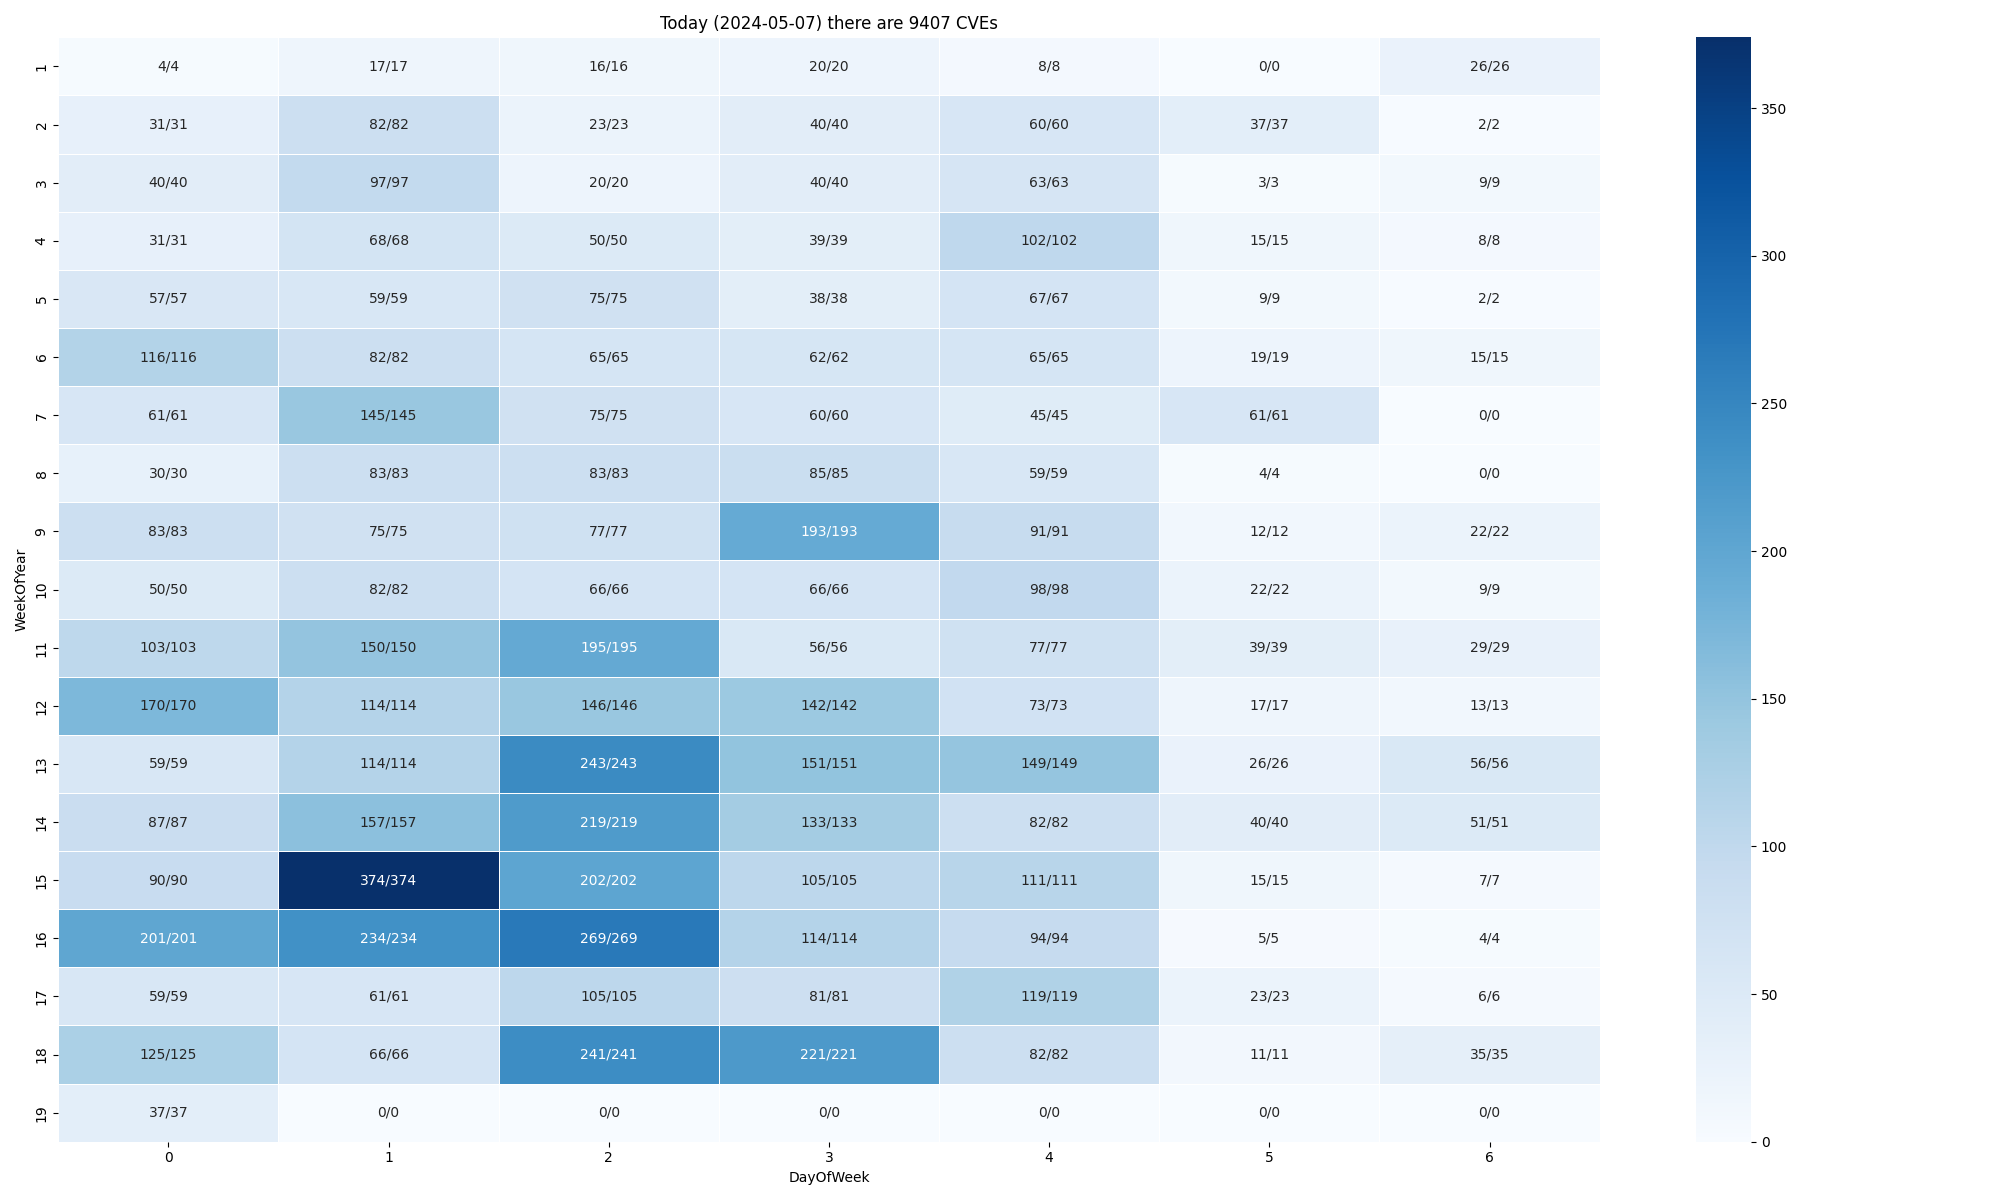 Today (2024-05-07) there are 9407 CVEs
WeekOfYear
1 4/4 17/17 16/16 20/20 8/8 0/0 26/26
2 31/31 82/82 23/23 40/40 60/60 37/37 2/2
3 40/40 97/97 20/20 40/40 63/63 3/3 9/9
4 31/31 68/68 50/50 39/39 102/102 15/15 8/8
5 57/57 59/59 75/75 38/38 67/67 9/9 2/2
6 116/116 82/82 65/65 62/62 65/65 19/19 15/15
7 61/61 145/145 75/75 60/60 45/45 61/61 0/0
8 30/30 83/83 83/83 85/85 59/59 4/4 0/0
9 83/83 75/75 77/77 193/193 91/91 12/12 22/22
10 50/50 82/82 66/66 66/66 98/98 22/22 9/9
11 103/103 150/150 195/195 56/56 77/77 39/39 29/29
12 170/170 114/114 146/146 142/142 73/73 17/17 13/13
13 59/59 114/114 243/243 151/151 149/149 26/26 56/56
14 87/87 157/157 219/219 133/133 82/82 40/40 51/51
15 90/90 374/374 202/202 105/105 111/111 15/15 7/7
16 201/201 234/234 269/269 114/114 94/94 5/5 4/4
17 59/59 61/61 105/105 81/81 119/119 23/23 6/6
18 125/125 66/66 241/241 221/221 82/82 11/11 35/35
19 37/37 0/0 0/0 0/0 0/0 0/0 0/0
0 1 2 3 4 5 6
DayOfWeek
350
300
250
200
150
100
50
0